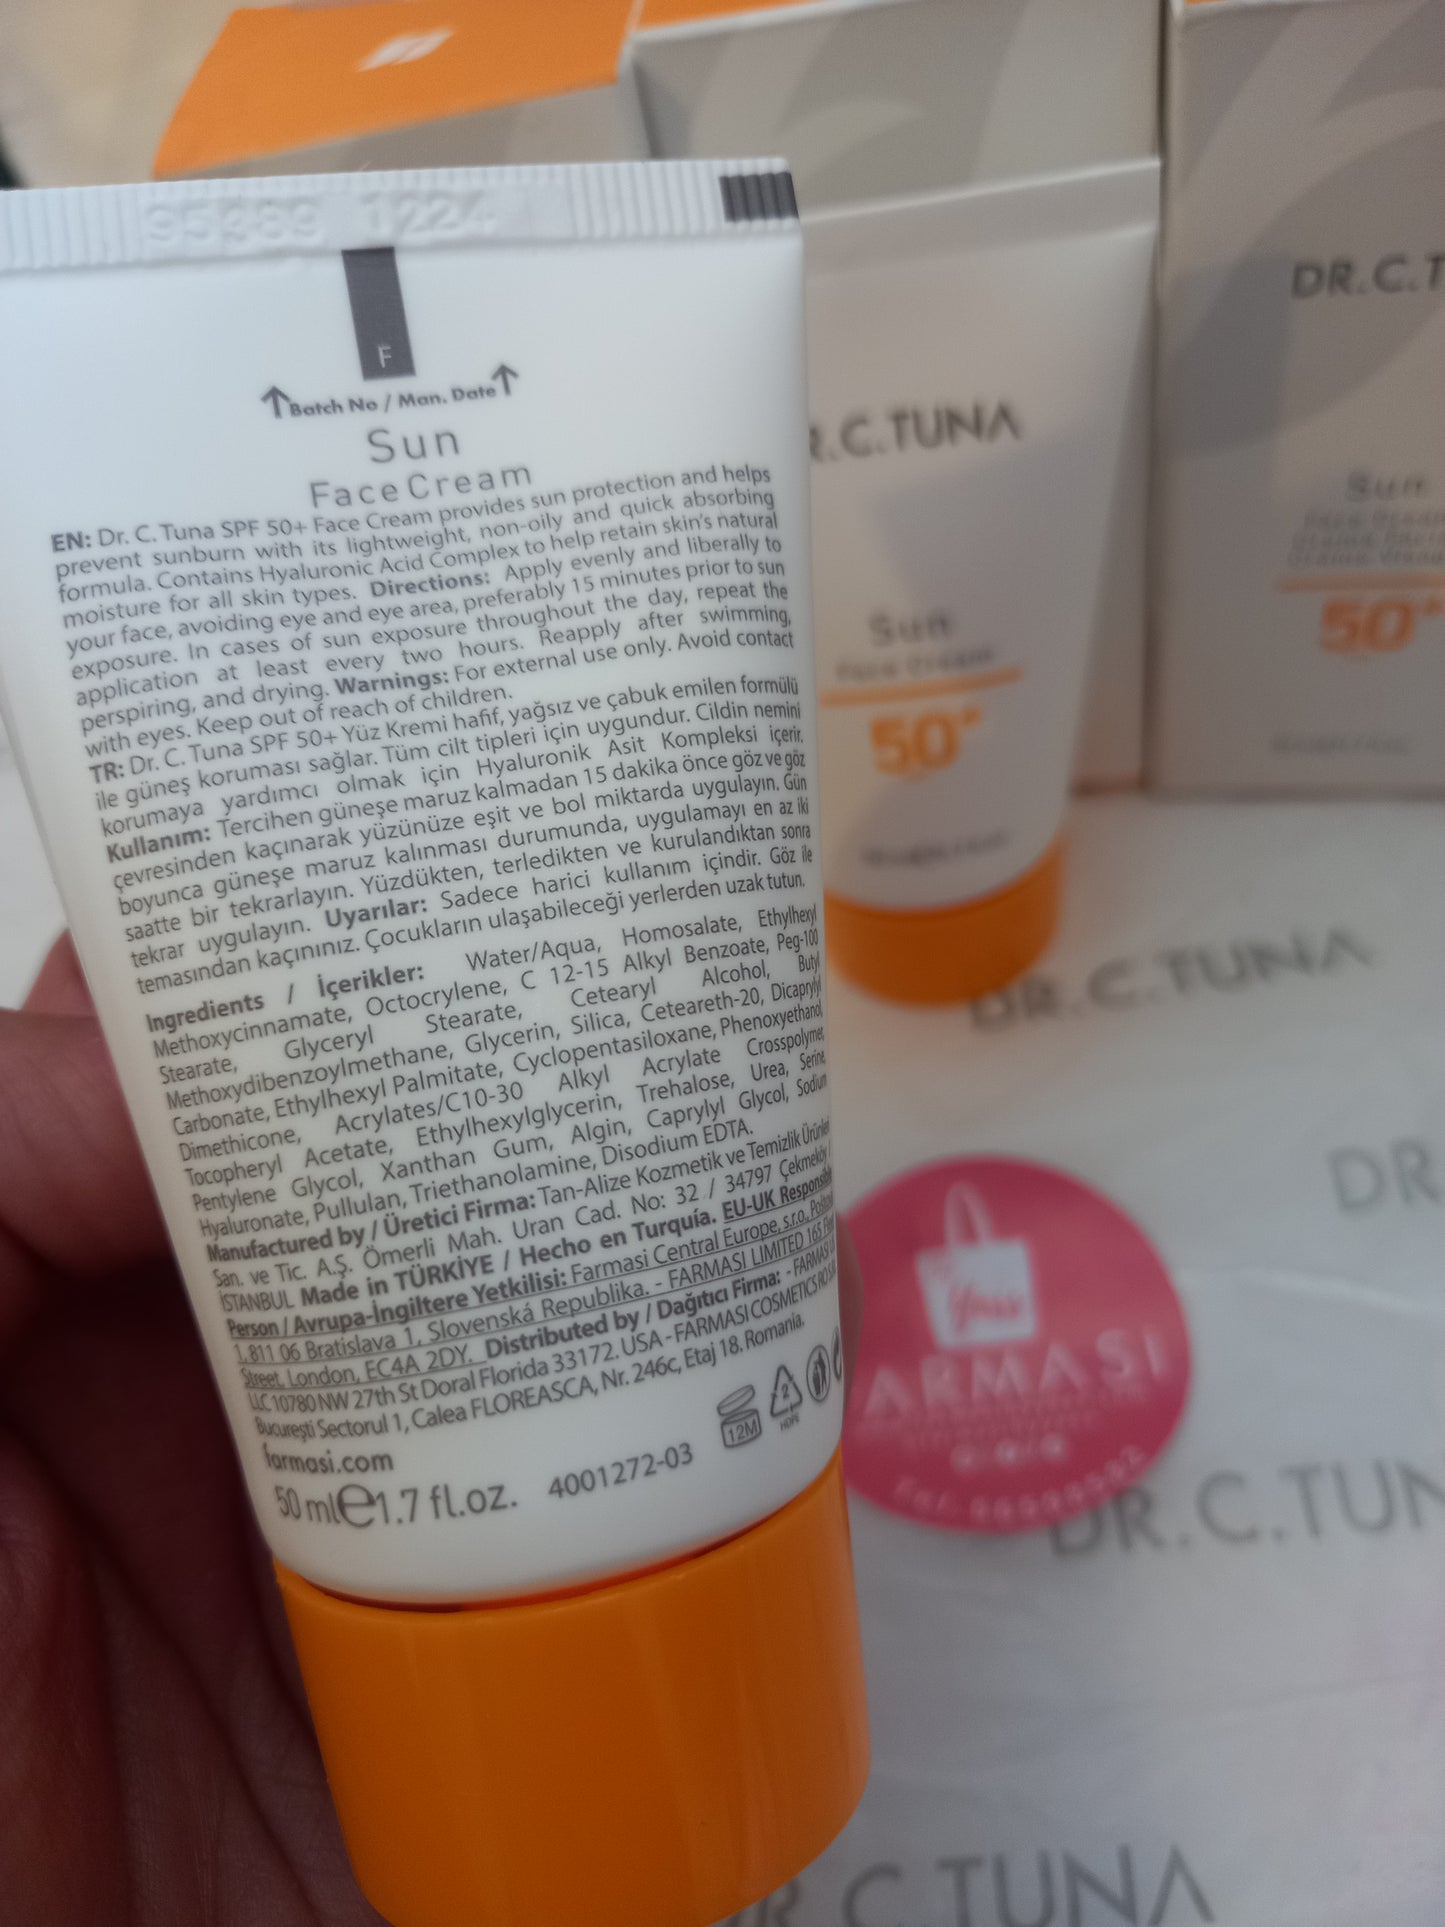 95389 1224
F
Batch No / Man. Date
Sun
Face Cream
EN: Dr. C. Tuna SPF 50+ Face Cream provides sun protection and helps
prevent sunburn with its lightweight, non-oily and quick absorbing
formula. Contains Hyaluronic Acid Complex to help retain skin's natural
moisture for all skin types. Directions: Apply evenly and liberally to
your face, avoiding eye and eye area, preferably 15 minutes prior to sun
exposure. In cases of sun exposure throughout the day, repeat the
application at least every two hours. Reapply after swimming,
perspiring, and drying. Warnings: For external use only. Avoid contact
with eyes. Keep out of reach of children.
TR: Dr. C. Tuna SPF 50+ Yüz Kremi hafif, yağsız ve çabuk emilen formülü
ile güneş koruması sağlar. Tüm cilt tipleri için uygundur. Cildin nemini
korumaya yardımcı olmak için Hyaluronik Asit Kompleksi içerir.
Kullanım: Tercihen güneşe maruz kalmadan 15 dakika önce göz ve göz
çevresinden kaçınarak yüzünüze eşit ve bol miktarda uygulayın. Gün
boyunca güneşe maruz kalınması durumunda, uygulamayı en az iki
saatte bir tekrarlayın. Yüzdükten, terledikten ve kurulandıktan sonra
tekrar uygulayın. Uyarılar: Sadece harici kullanım içindir. Göz ile
temasından kaçınınız. Çocukların ulaşabileceği yerlerden uzak tutun.
Ingredients / İçerikler: Water/Aqua, Homosalate, Ethylhexyl
Methoxycinnamate, Octocrylene, C 12-15 Alkyl Benzoate, Peg-100
Stearate, Glyceryl Stearate, Cetearyl Alcohol, Butyl
Methoxydibenzoylmethane, Glycerin, Silica, Ceteareth-20, Dicaprylyl
Carbonate, Ethylhexyl Palmitate, Cyclopentasiloxane, Phenoxyethanol,
Dimethicone, Acrylates/C10-30 Alkyl Acrylate Crosspolymer,
Tocopheryl Acetate, Ethylhexylglycerin, Trehalose, Urea, Serine,
Pentylene Glycol, Xanthan Gum, Algin, Caprylyl Glycol, Sodium
Hyaluronate, Pullulan, Triethanolamine, Disodium EDTA.
Manufactured by / Üretici Firma: Tan-Alize Kozmetik ve Temizlik Ürünleri
San. ve Tic. A.Ş. Ömerli Mah. Uran Cad. No: 32 / 34797 Çekmeköy /
İSTANBUL Made in TÜRKİYE / Hecho en Turquía. EU-UK Responsible
Person / Avrupa-İngiltere Yetkilisi: Farmasi Central Europe, s.r.o.,
1, 811 06 Bratislava 1, Slovenská Republika. - FARMASI LIMITED 165
Street, London, EC4A 2DY. Distributed by / Dağıtıcı Firma: - FARMASI
LLC 10780 NW 27th St Doral Florida 33172. USA - FARMASI COSMETICS RO
Bucureşti Sectorul 1, Calea FLOREASCA, Nr. 246c, Etaj 18. Romania.
farmasi.com
50 ml e 1.7 fl.oz. 4001272-03
12M
2
HDPE
R.C.TUNA
Sun
Face Cream
50+
DR.C.T
Sun
50+
DR.C.TUNA
DR
ARMASI
DR.C.TUN
R C.TUNA